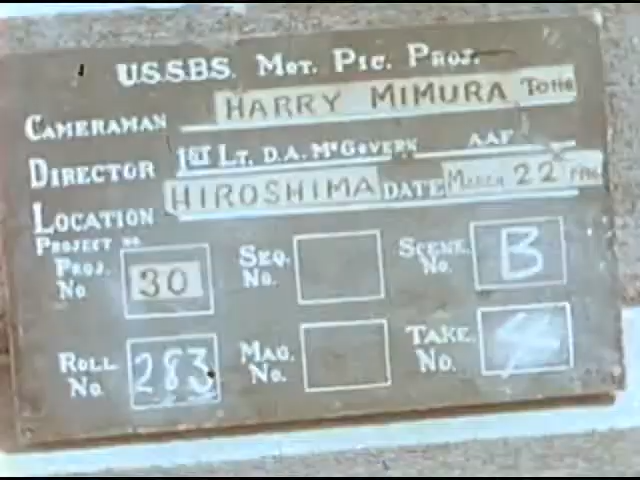 U.S.S.B.S. MOT. PIC. PROJ.
CAMERAMAN HARRY MIMURA
DIRECTOR 1ST LT. D.A. MCGOVERN AAF
LOCATION HIROSHIMA DATE MARCH 22
PROJECT NO.
PROJ. NO 30 SEQ. NO. SCENE. NO. B
ROLL NO. 283 MAG. NO. TAKE. NO.